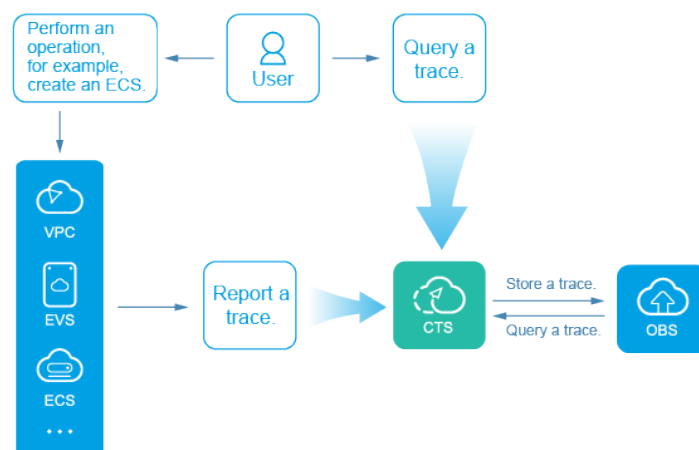 Perform an
operation,
for example,
create an ECS.
User
Query a
trace.
VPC
EVS
ECS
Report a
trace.
CTS
Store a trace.
Query a trace.
OBS